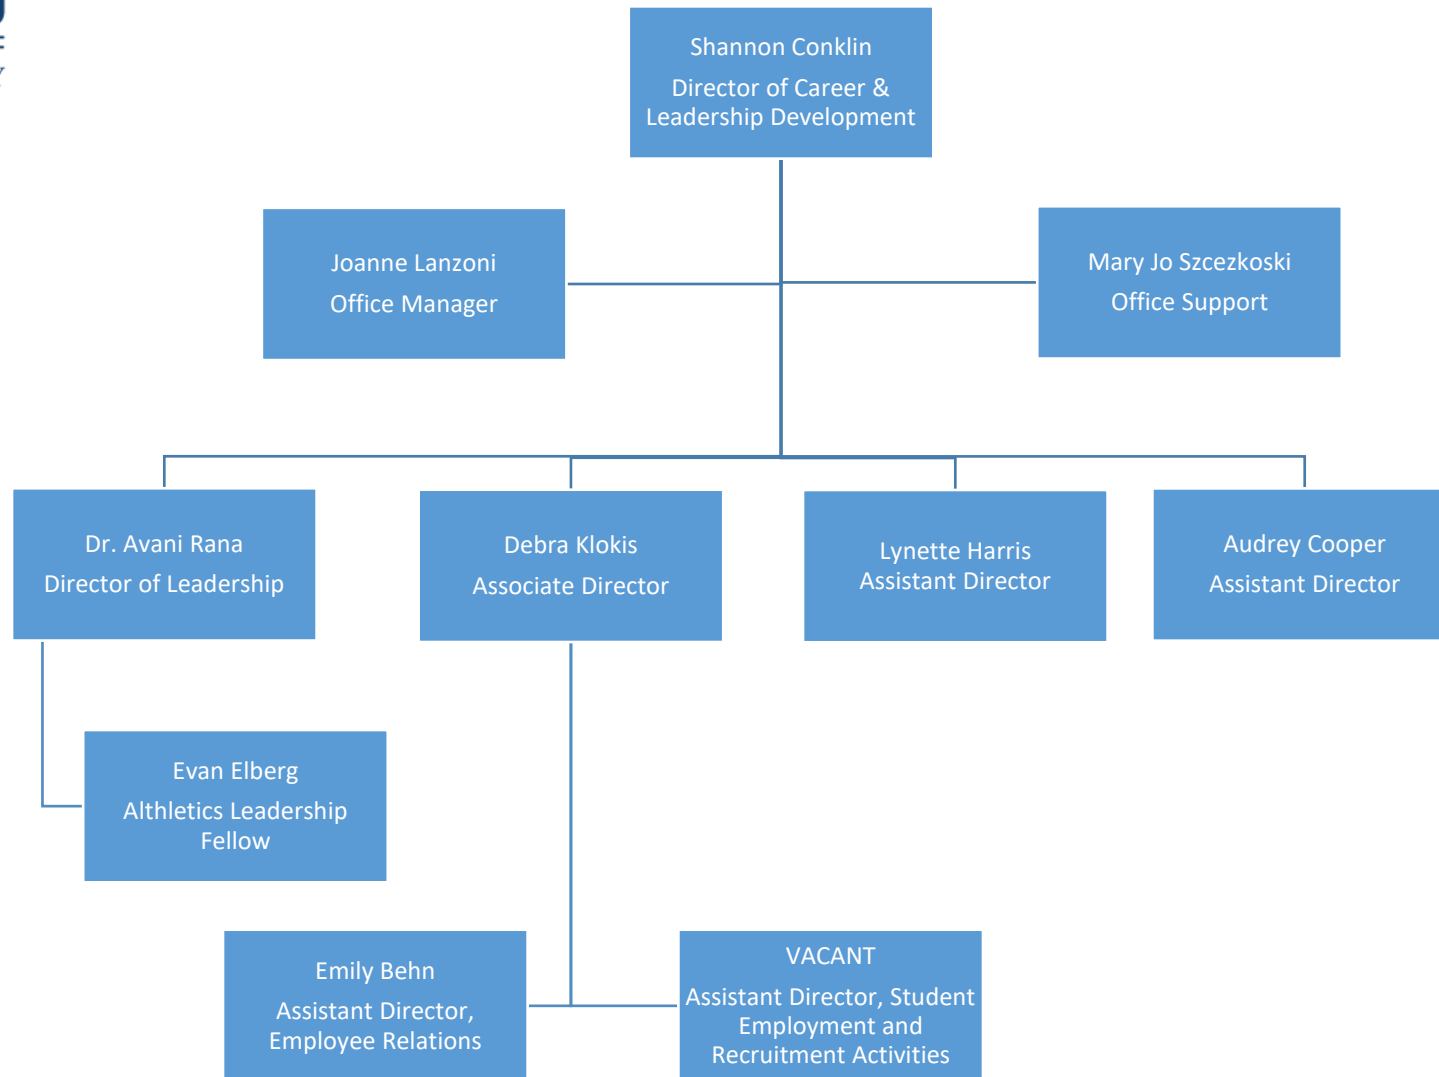 Shannon Conklin
Director of Career &
Leadership Development
Joanne Lanzoni
Office Manager
Mary Jo Szcezkoski
Office Support
Dr. Avani Rana
Director of Leadership
Debra Klokis
Associate Director
Lynette Harris
Assistant Director
Audrey Cooper
Assistant Director
Evan Elberg
Althletics Leadership
Fellow
Emily Behn
Assistant Director,
Employee Relations
VACANT
Assistant Director, Student
Employment and
Recruitment Activities